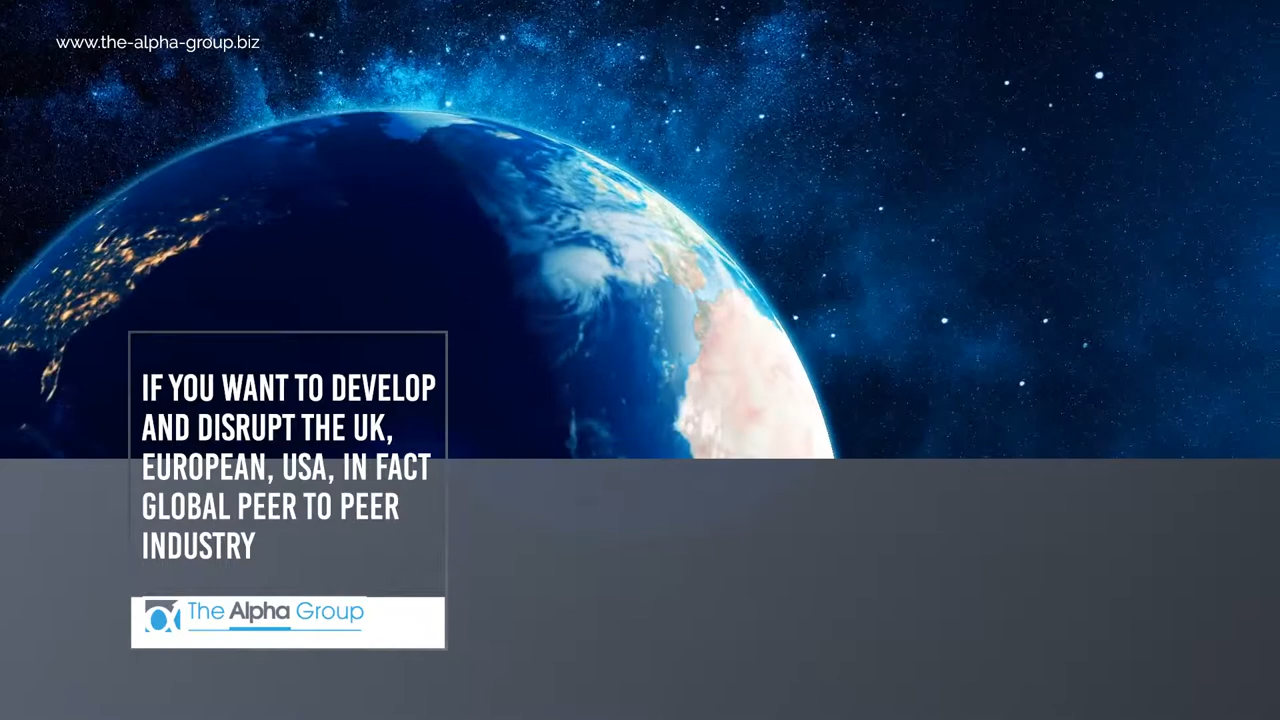 www.the-alpha-group.biz
IF YOU WANT TO DEVELOP
AND DISRUPT THE UK,
EUROPEAN, USA, IN FACT
GLOBAL PEER TO PEER
INDUSTRY
The Alpha Group